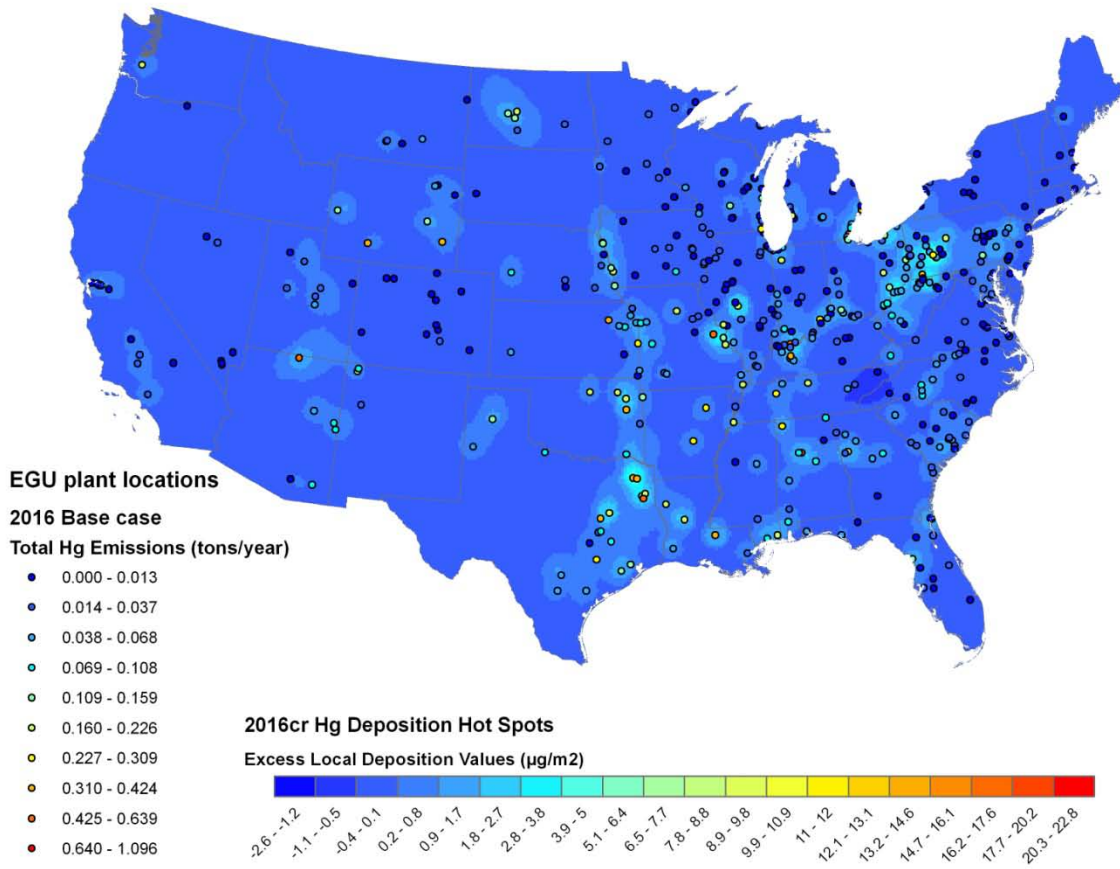 EGU plant locations
2016 Base case
Total Hg Emissions (tons/year)
0.000 - 0.013
0.014 - 0.037
0.038 - 0.068
0.069 - 0.108
0.109 - 0.159
0.160 - 0.226
0.227 - 0.309
0.310 - 0.424
0.425 - 0.639
0.640 - 1.096
2016cr Hg Deposition Hot Spots
Excess Local Deposition Values (µg/m2)
-2.6 - -1.2
-1.1 - -0.5
-0.4 - 0.1
0.2 - 0.8
0.9 - 1.7
1.8 - 2.7
2.8 - 3.8
3.9 - 5
5.1 - 6.4
6.5 - 7.7
7.8 - 8.8
8.9 - 9.8
9.9 - 10.9
11 - 12
12.1 - 13.1
13.2 - 14.6
14.7 - 16.1
16.2 - 17.6
17.7 - 20.2
20.3 - 22.8